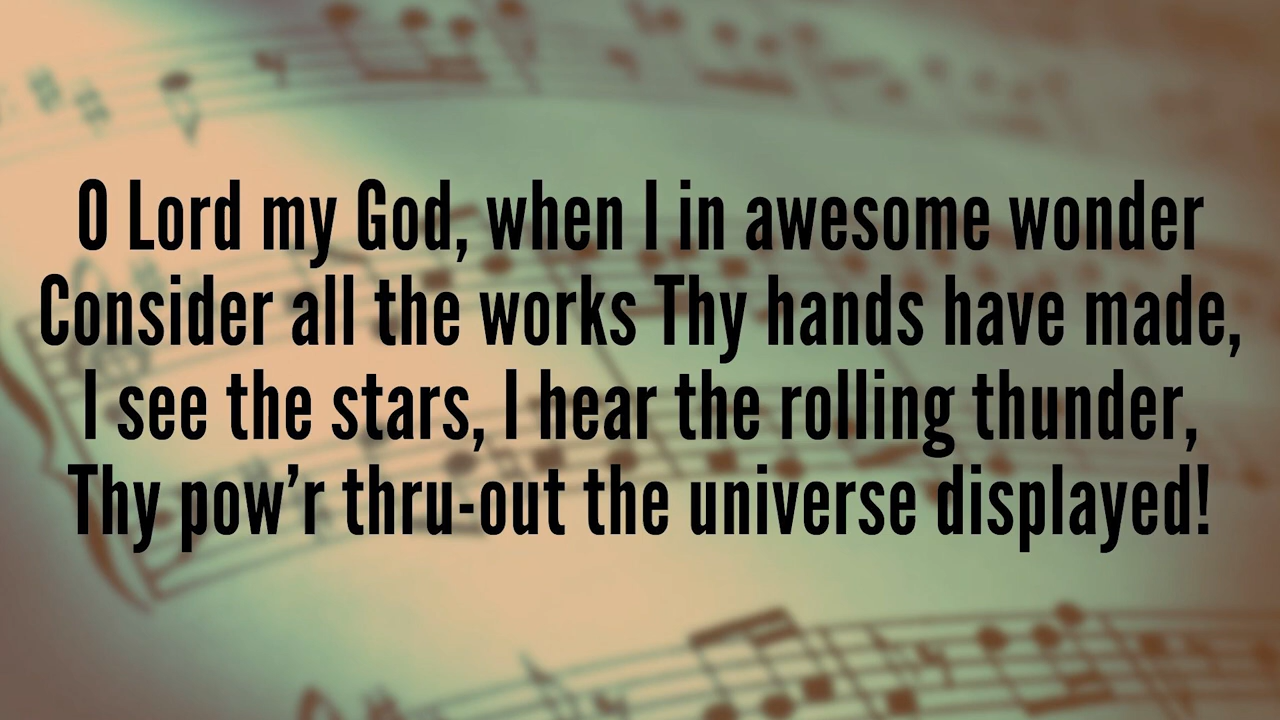 O Lord my God, when I in awesome wonder
Consider all the works Thy hands have made,
I see the stars, I hear the rolling thunder,
Thy pow’r thru-out the universe displayed!